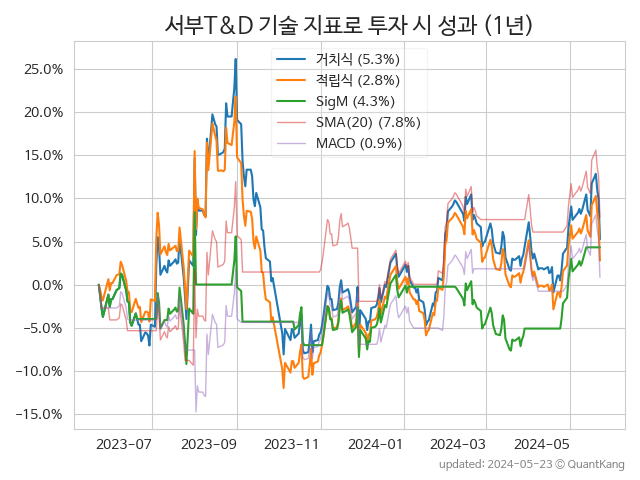 서부T&D 기술 지표로 투자 시 성과 (1년)
거치식 (5.3%)
적립식 (2.8%)
SigM (4.3%)
SMA(20) (7.8%)
MACD (0.9%)
25.0%
20.0%
15.0%
10.0%
5.0%
0.0%
−5.0%
−10.0%
−15.0%
2023-07 2023-09 2023-11 2024-01 2024-03 2024-05
updated: 2024-05-23 © QuantKang